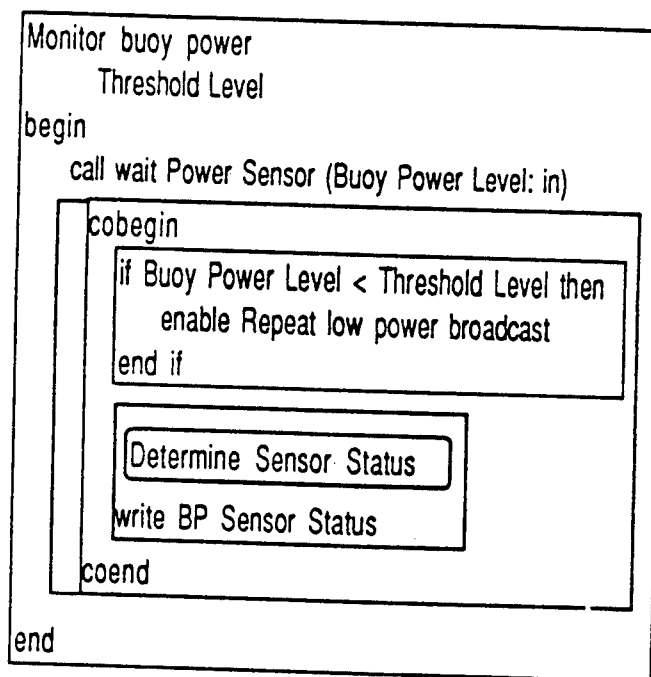 Monitor buoy power
Threshold Level
begin
call wait Power Sensor (Buoy Power Level: in)
cobegin
if Buoy Power Level < Threshold Level then
enable Repeat low power broadcast
end if
Determine Sensor Status
write BP Sensor Status
coend
end